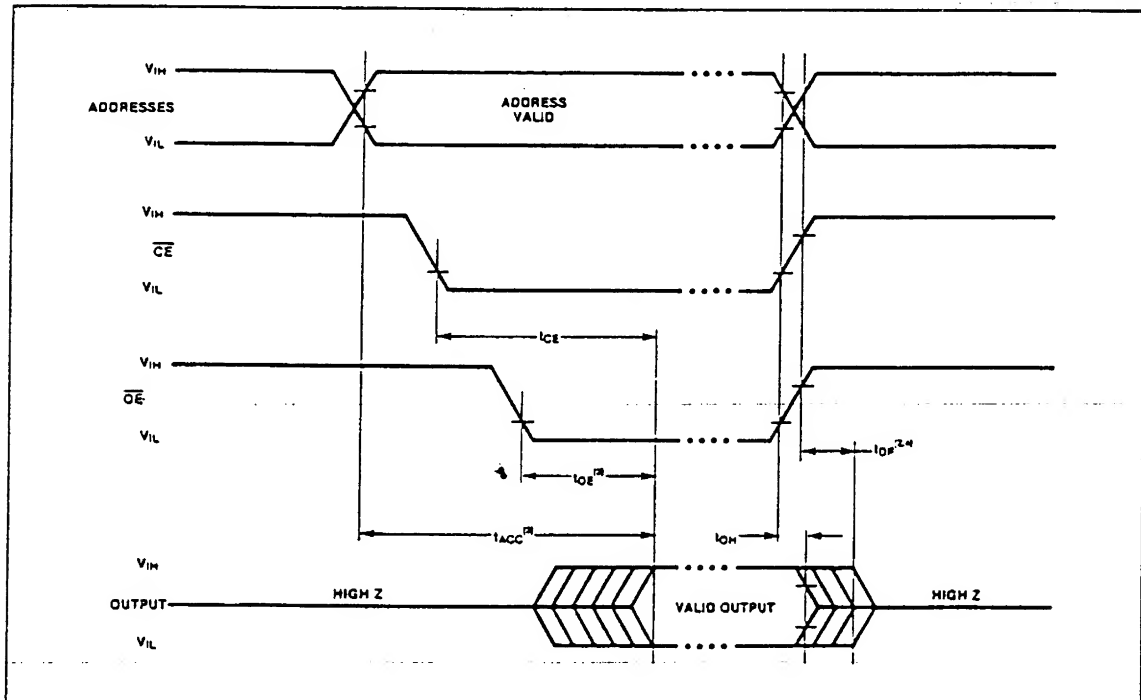 VIH
ADDRESSES
ADDRESS VALID
VIL
VIH
CE
VIL
tCE
VIH
OE
VIL
tOE[3]
tDF[2,4]
tACC[3]
tOH
VIH
OUTPUT
HIGH Z
VALID OUTPUT
HIGH Z
VIL